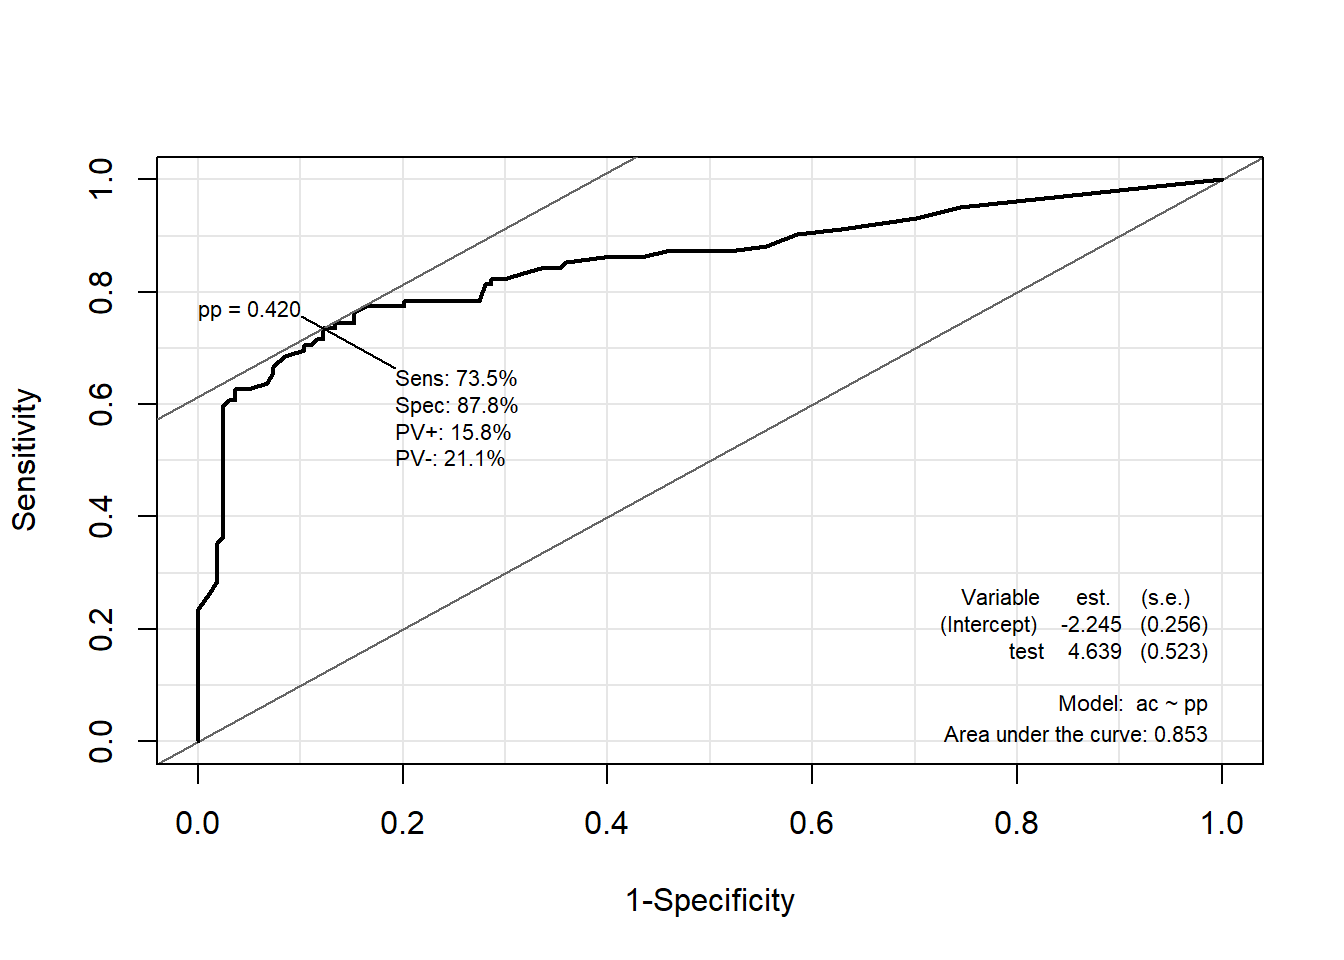 1.0
0.8
0.6
0.4
0.2
0.0
Sensitivity
pp = 0.420
Sens: 73.5%
Spec: 87.8%
PV+: 15.8%
PV-: 21.1%
Variable est. (s.e.)
(Intercept) -2.245 (0.256)
test 4.639 (0.523)
Model: ac ~ pp
Area under the curve: 0.853
0.0 0.2 0.4 0.6 0.8 1.0
1-Specificity